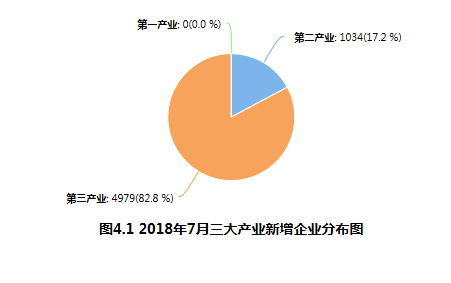 第一产业: 0(0.0 %)
第二产业: 1034(17.2 %)
第三产业: 4979(82.8 %)
图4.1 2018年7月三大产业新增企业分布图